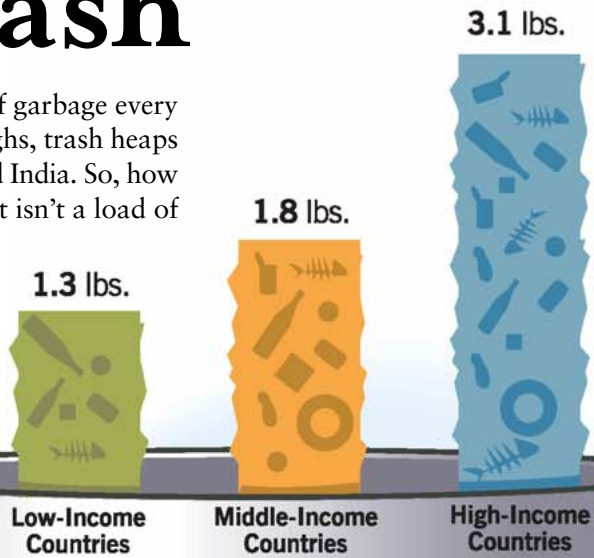 ash
f garbage every
ghs, trash heaps
d India. So, how
t isn't a load of
3.1 lbs.
1.8 lbs.
1.3 lbs.
Low-Income
Countries
Middle-Income
Countries
High-Income
Countries